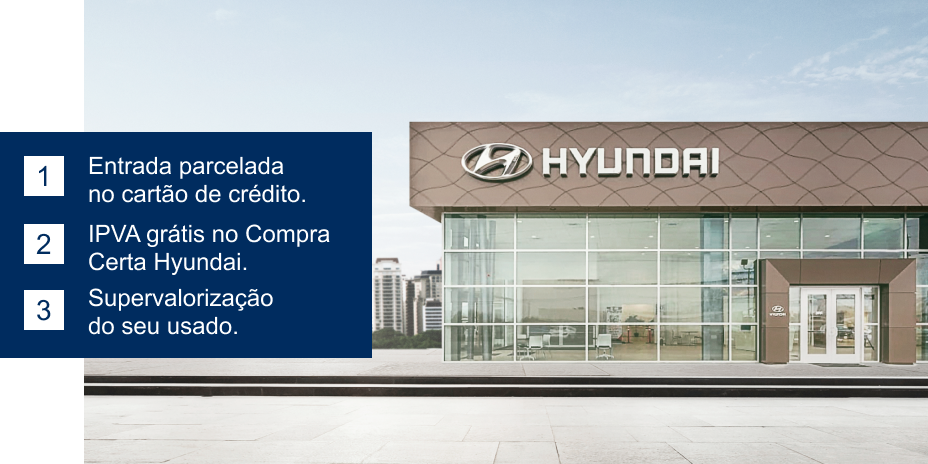 1
Entrada parcelada
no cartão de crédito.
2
IPVA grátis no Compra
Certa Hyundai.
3
Supervalorização
do seu usado.
HYUNDAI
HYUNDAI